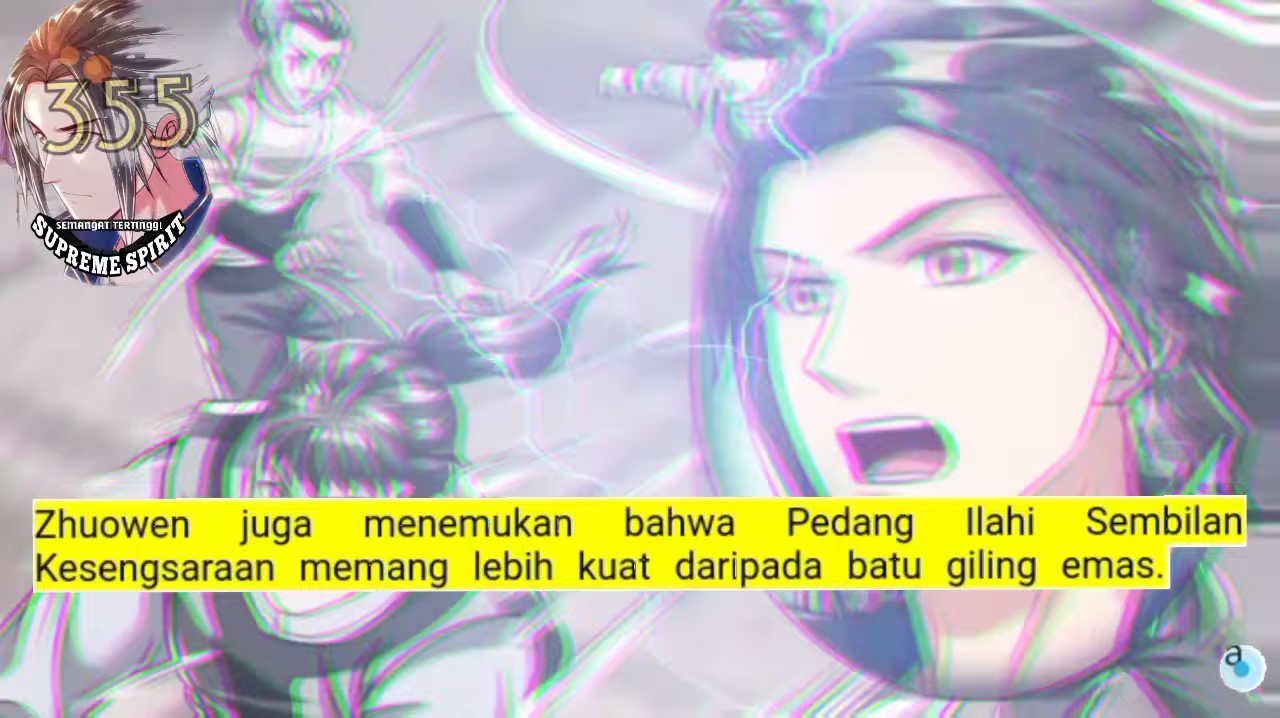 355
SEMANGAT TERTINGGI
SUPREME SPIRIT
Zhuowen juga menemukan bahwa Pedang Ilahi Sembilan
Kesengsaraan memang lebih kuat daripada batu giling emas.
a